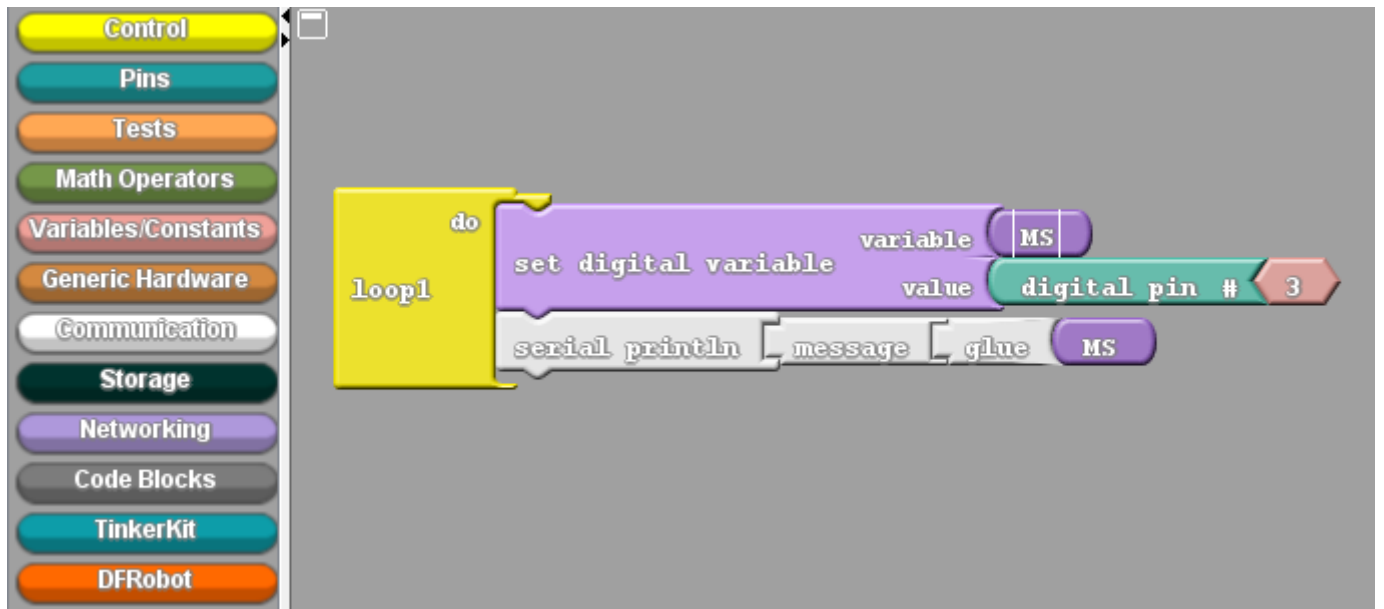 Control
Pins
Tests
Math Operators
Variables/Constants
Generic Hardware
Communication
Storage
Networking
Code Blocks
TinkerKit
DFRobot
loop1
do
set digital variable
variable MS
value digital pin # 3
serial println message glue MS